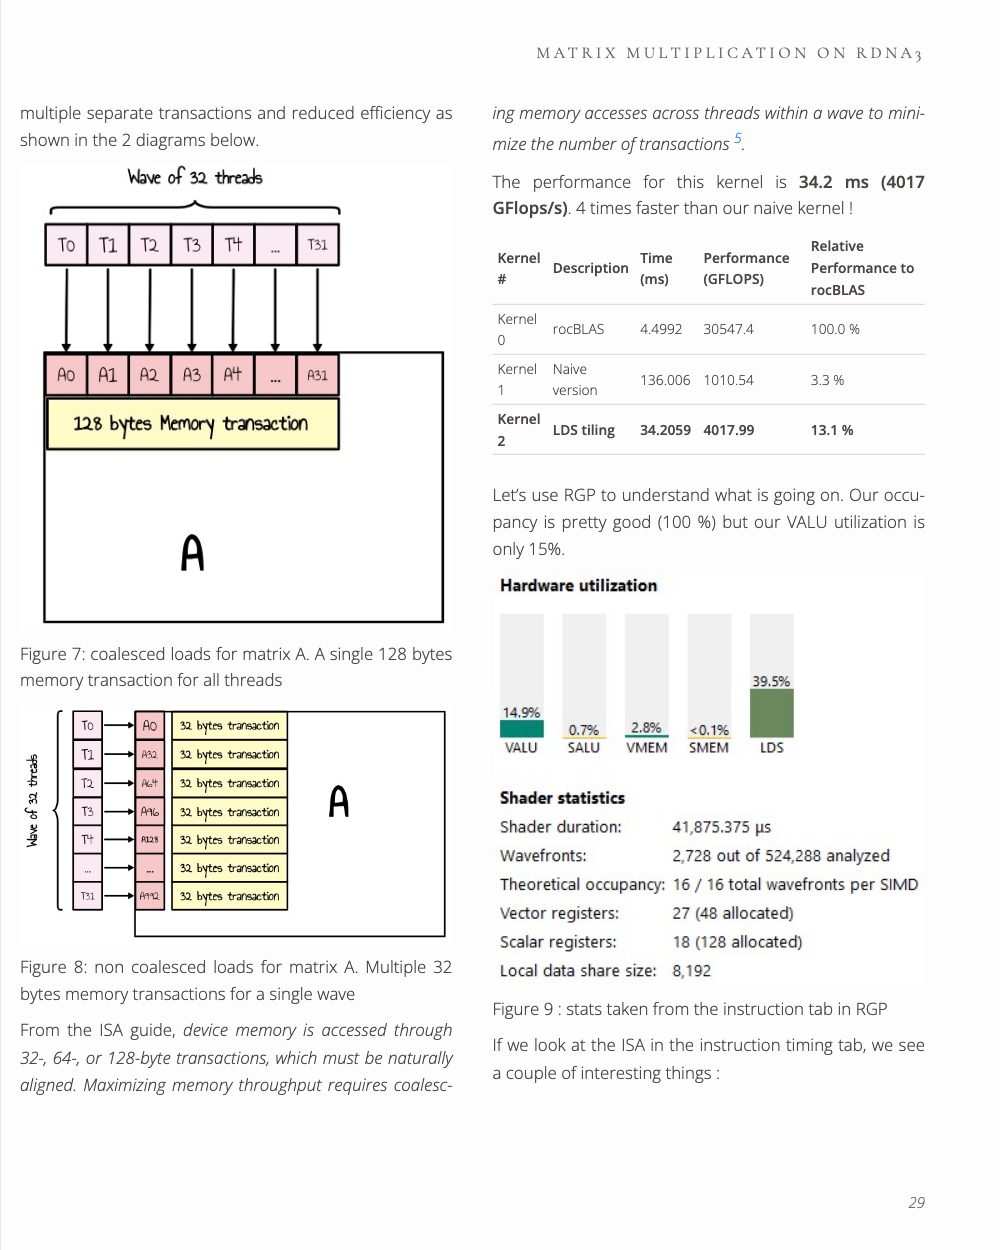 MATRIX MULTIPLICATION ON RDNA3
multiple separate transactions and reduced efficiency as
shown in the 2 diagrams below.
Wave of 32 threads
T0 T1 T2 T3 T4 ... T31
A0 A1 A2 A3 A4 ... A31
128 bytes Memory transaction
A
Figure 7: coalesced loads for matrix A. A single 128 bytes
memory transaction for all threads
Wave of 32 threads
T0 A0 32 bytes transaction
T1 A32 32 bytes transaction
T2 A64 32 bytes transaction
T3 A96 32 bytes transaction
T4 A128 32 bytes transaction
... ... 32 bytes transaction
T31 A992 32 bytes transaction
A
Figure 8: non coalesced loads for matrix A. Multiple 32
bytes memory transactions for a single wave
From the ISA guide, device memory is accessed through
32-, 64-, or 128-byte transactions, which must be naturally
aligned. Maximizing memory throughput requires coalesc-
ing memory accesses across threads within a wave to mini-
mize the number of transactions 5.
The performance for this kernel is 34.2 ms (4017
GFlops/s). 4 times faster than our naive kernel !
Kernel # Description Time (ms) Performance (GFLOPS) Relative Performance to rocBLAS
Kernel 0 rocBLAS 4.4992 30547.4 100.0 %
Kernel 1 Naive version 136.006 1010.54 3.3 %
Kernel 2 LDS tiling 34.2059 4017.99 13.1 %
Let's use RGP to understand what is going on. Our occu-
pancy is pretty good (100 %) but our VALU utilization is
only 15%.
Hardware utilization
14.9% 0.7% 2.8% <0.1% 39.5%
VALU SALU VMEM SMEM LDS
Shader statistics
Shader duration: 41,875.375 µs
Wavefronts: 2,728 out of 524,288 analyzed
Theoretical occupancy: 16 / 16 total wavefronts per SIMD
Vector registers: 27 (48 allocated)
Scalar registers: 18 (128 allocated)
Local data share size: 8,192
Figure 9 : stats taken from the instruction tab in RGP
If we look at the ISA in the instruction timing tab, we see
a couple of interesting things :
29